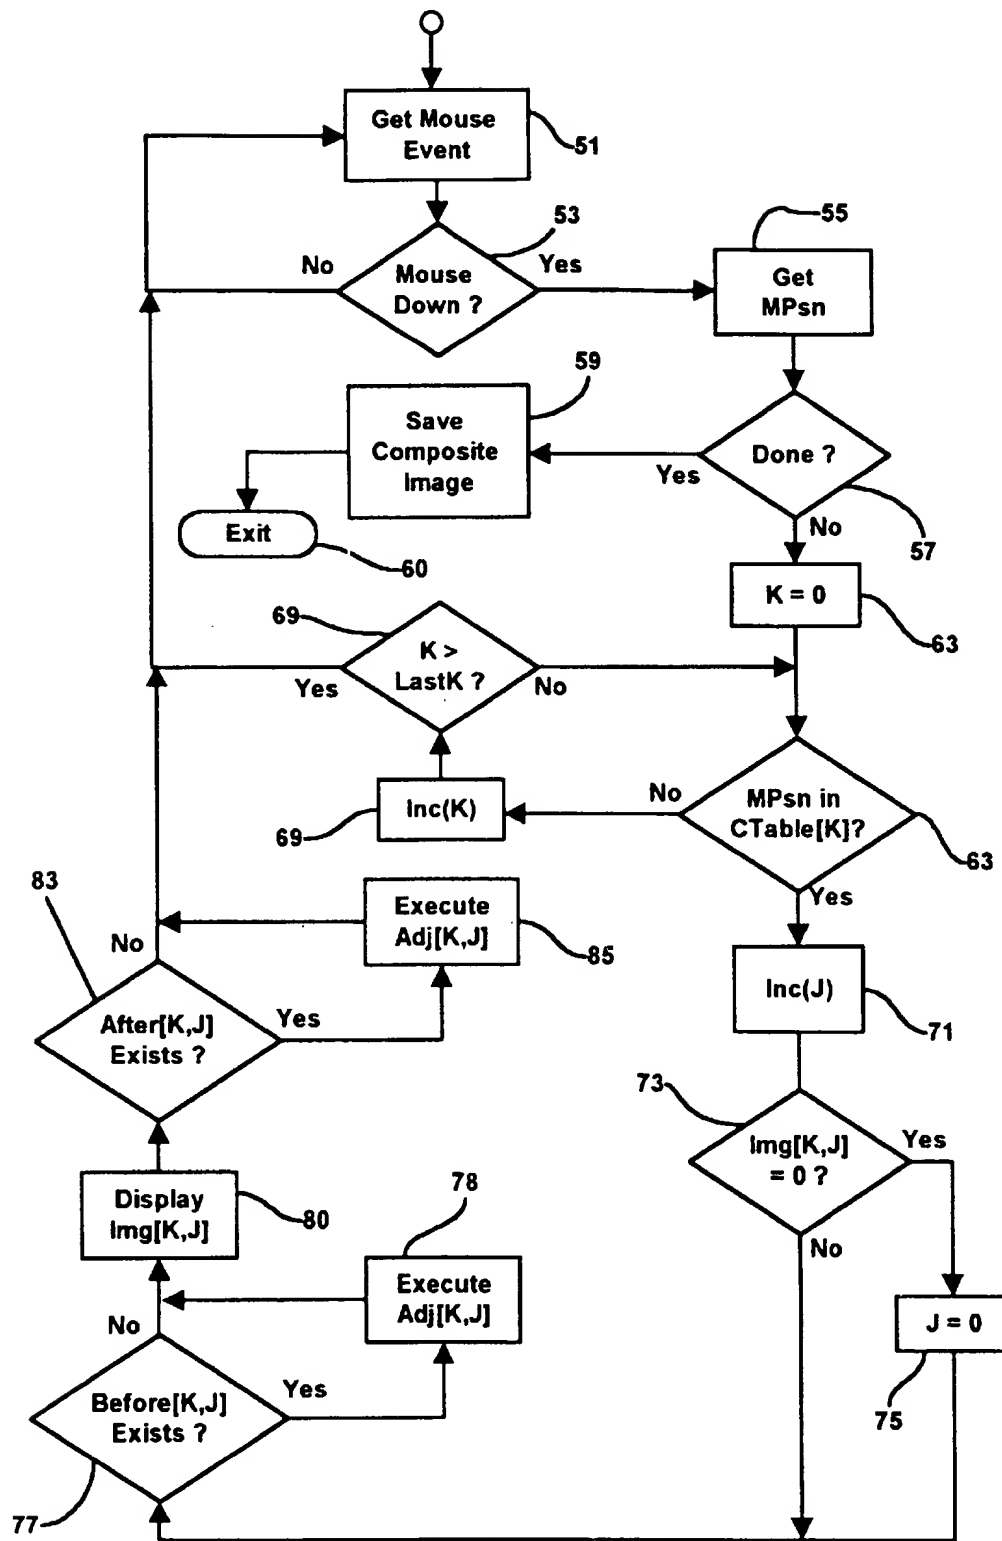 Get Mouse
Event
51
53
55
No
Mouse
Down ?
Yes
Get
MPsn
59
Save
Composite
Image
Yes
Done ?
57
Exit
60
No
K = 0
63
69
K >
LastK ?
Yes
No
Inc(K)
69
No
MPsn in
CTable[K]?
63
Yes
83
Execute
Adj[K,J]
85
No
After[K,J]
Exists ?
Yes
Inc(J)
71
73
Img[K,J]
= 0 ?
Yes
No
Display
Img[K,J]
80
78
Execute
Adj[K,J]
No
J = 0
75
Before[K,J]
Exists ?
Yes
77